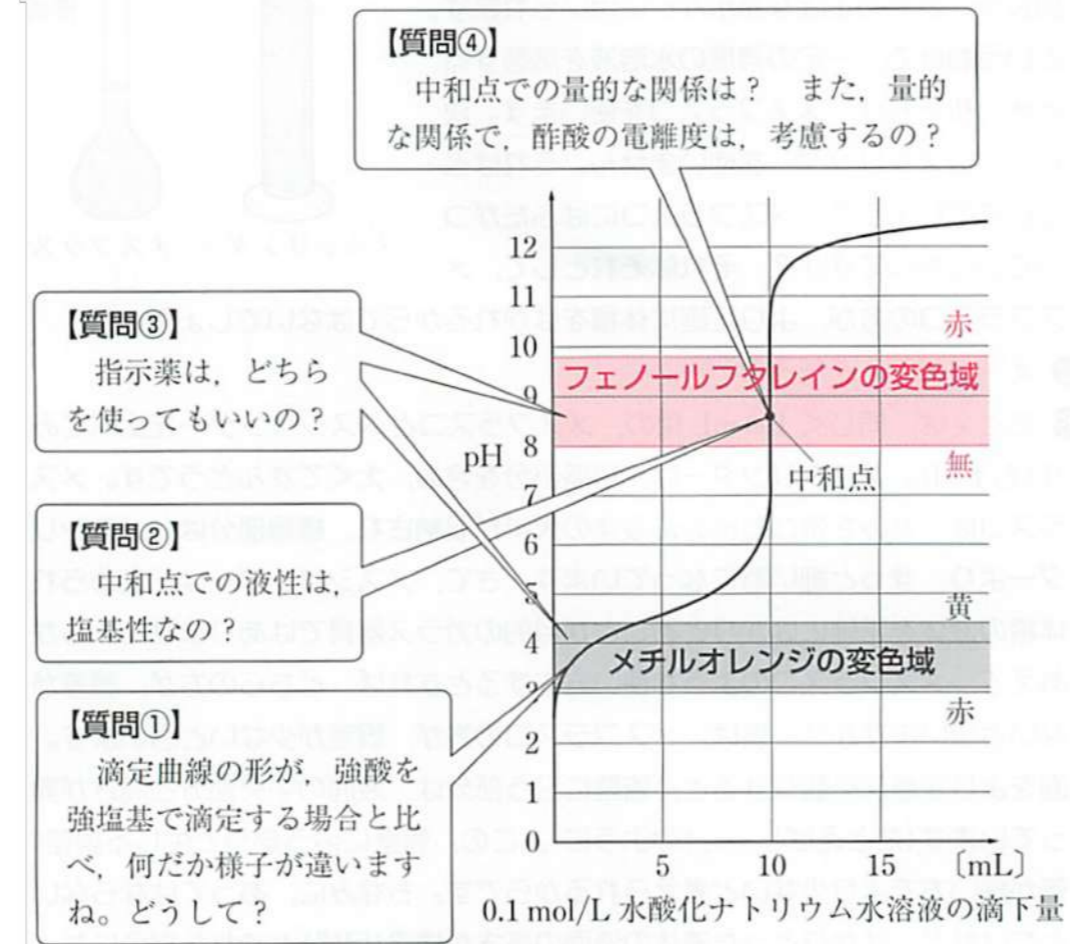 【質問④】
中和点での量的な関係は？　また，量的
な関係で，酢酸の電離度は，考慮するの？
【質問③】
指示薬は，どちら
を使ってもいいの？
【質問②】
中和点での液性は，
塩基性なの？
【質問①】
滴定曲線の形が，強酸を
強塩基で滴定する場合と比
べ，何だか様子が違います
ね。どうして？
pH
12
11
10
9
8
7
6
5
4
3
2
1
0
赤
フェノールフタレインの変色域
無
中和点
黄
メチルオレンジの変色域
赤
5
10
15
〔mL〕
0.1 mol/L 水酸化ナトリウム水溶液の滴下量